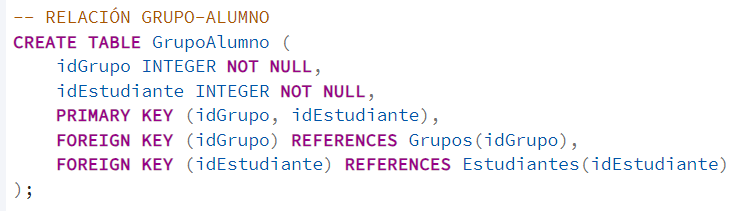 -- RELACIÓN GRUPO-ALUMNO
CREATE TABLE GrupoAlumno (
    idGrupo INTEGER NOT NULL,
    idEstudiante INTEGER NOT NULL,
    PRIMARY KEY (idGrupo, idEstudiante),
    FOREIGN KEY (idGrupo) REFERENCES Grupos(idGrupo),
    FOREIGN KEY (idEstudiante) REFERENCES Estudiantes(idEstudiante)
);